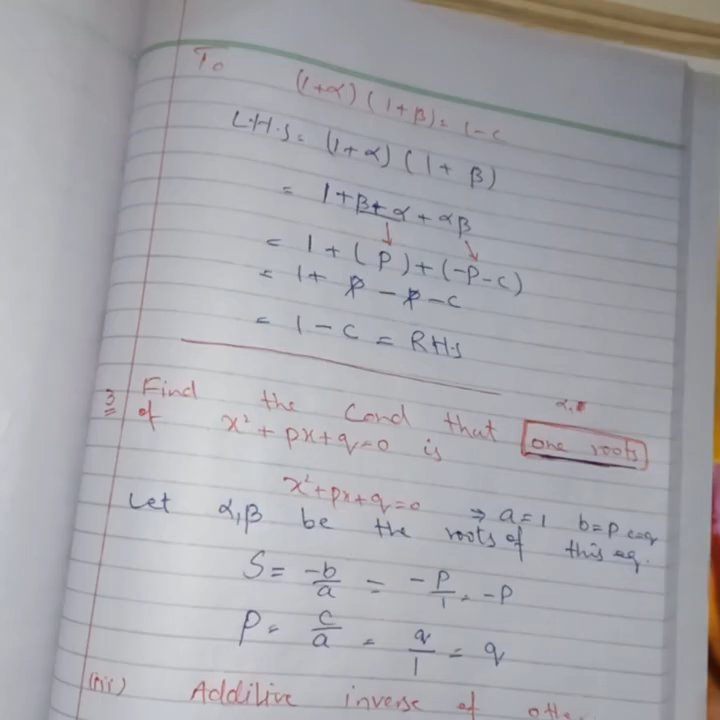 To
(1+α) (1+β) = 1-c
L.H.S = (1+α) (1+β)
= 1+β+α+αβ
= 1+(p)+(-p-c)
= 1+p-p-c
= 1-c = RH.S
α,β
3 Find the Cond that one roots
of x²+px+q=0 is
x²+px+q=0 ⇒ a=1 b=p c=q
Let α,β be the roots of this eq.
S = -b/a = -p/1 = -p
P = c/a = q/1 = q
Additive inverse of othe